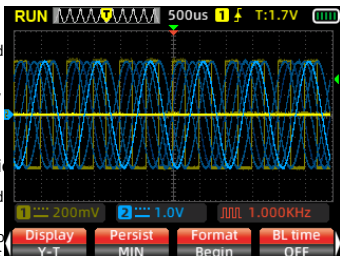 RUN T 500us 1 T:1.7V
2
1 200mV 2 1.0V 1.000KHz
Display Persist Format BL time
Y-T MIN Begin OFF